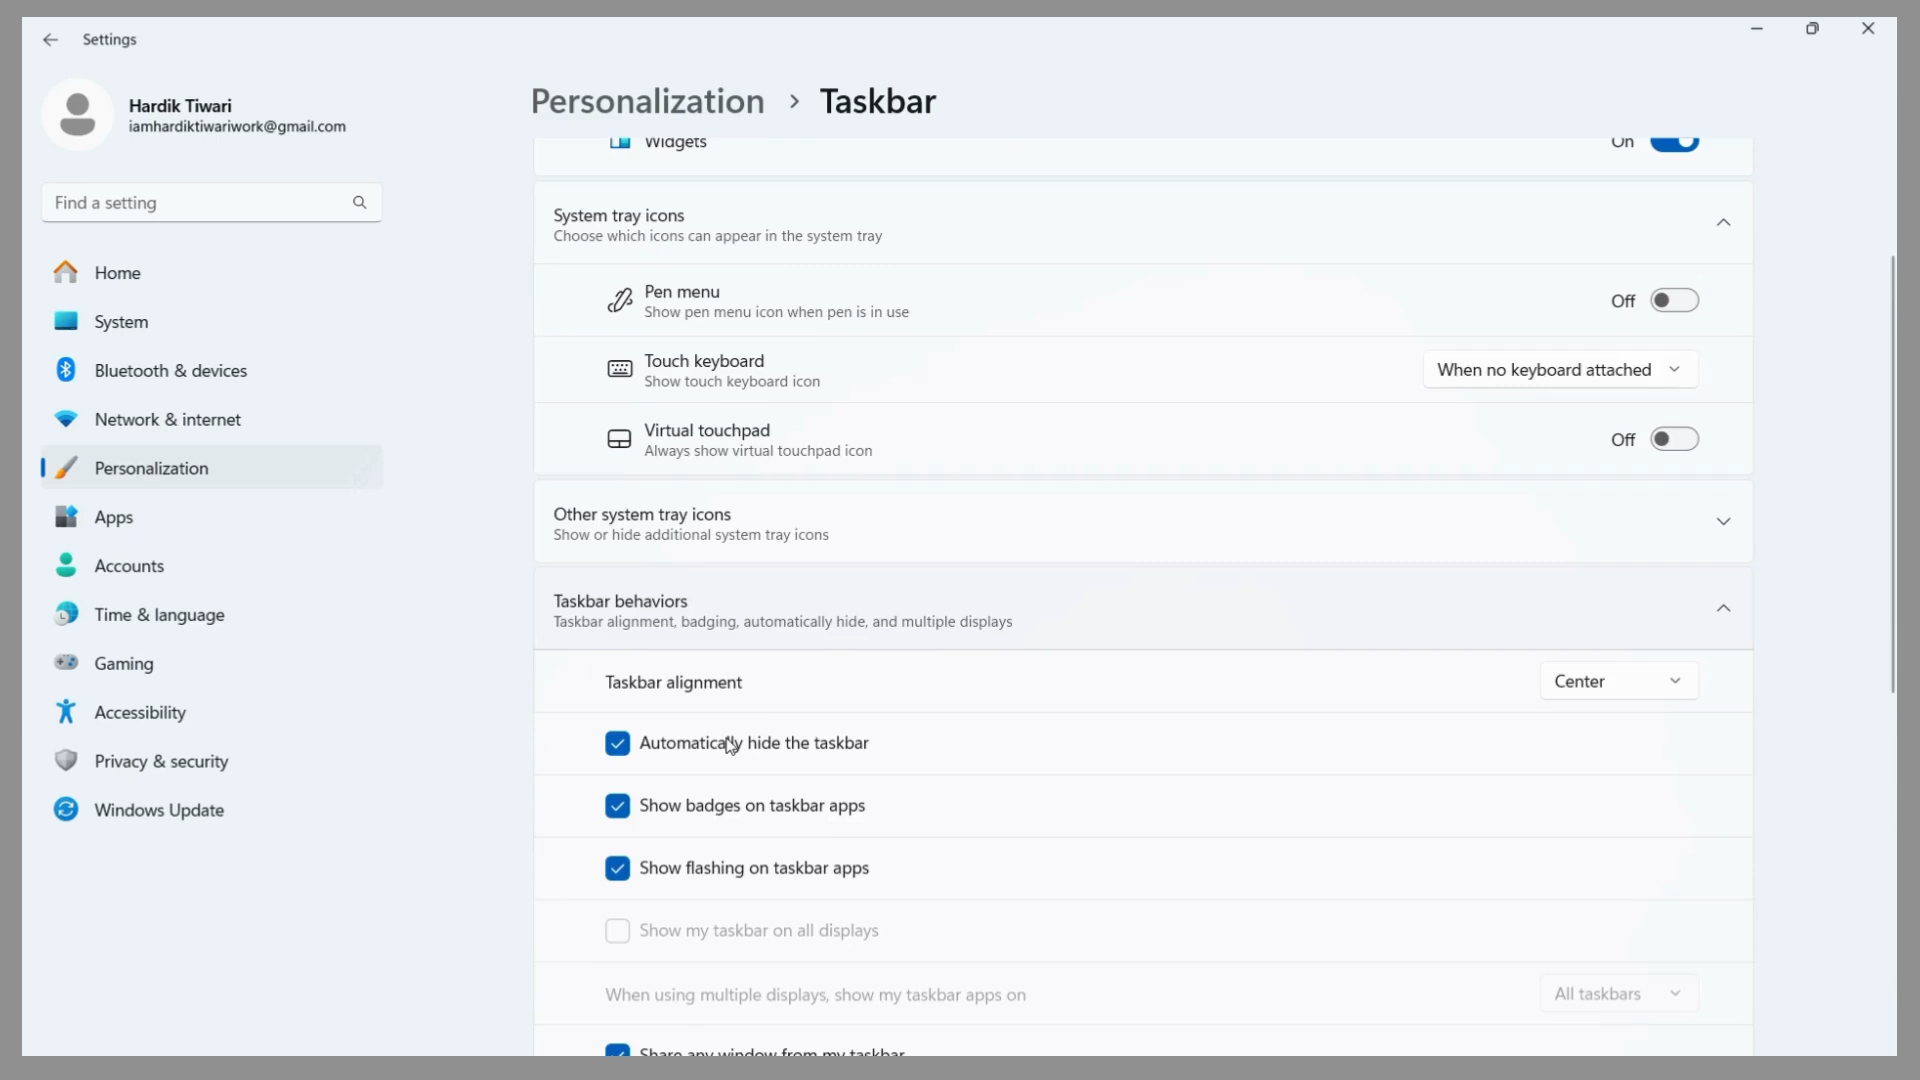 Settings
Hardik Tiwari
iamhardiktiwariwork@gmail.com
Find a setting
Home
System
Bluetooth & devices
Network & internet
Personalization
Apps
Accounts
Time & language
Gaming
Accessibility
Privacy & security
Windows Update
Personalization > Taskbar
Widgets On
System tray icons
Choose which icons can appear in the system tray
Pen menu
Show pen menu icon when pen is in use
Off
Touch keyboard
Show touch keyboard icon
When no keyboard attached
Virtual touchpad
Always show virtual touchpad icon
Off
Other system tray icons
Show or hide additional system tray icons
Taskbar behaviors
Taskbar alignment, badging, automatically hide, and multiple displays
Taskbar alignment Center
Automatically hide the taskbar
Show badges on taskbar apps
Show flashing on taskbar apps
Show my taskbar on all displays
When using multiple displays, show my taskbar apps on All taskbars
Share any window from my taskbar